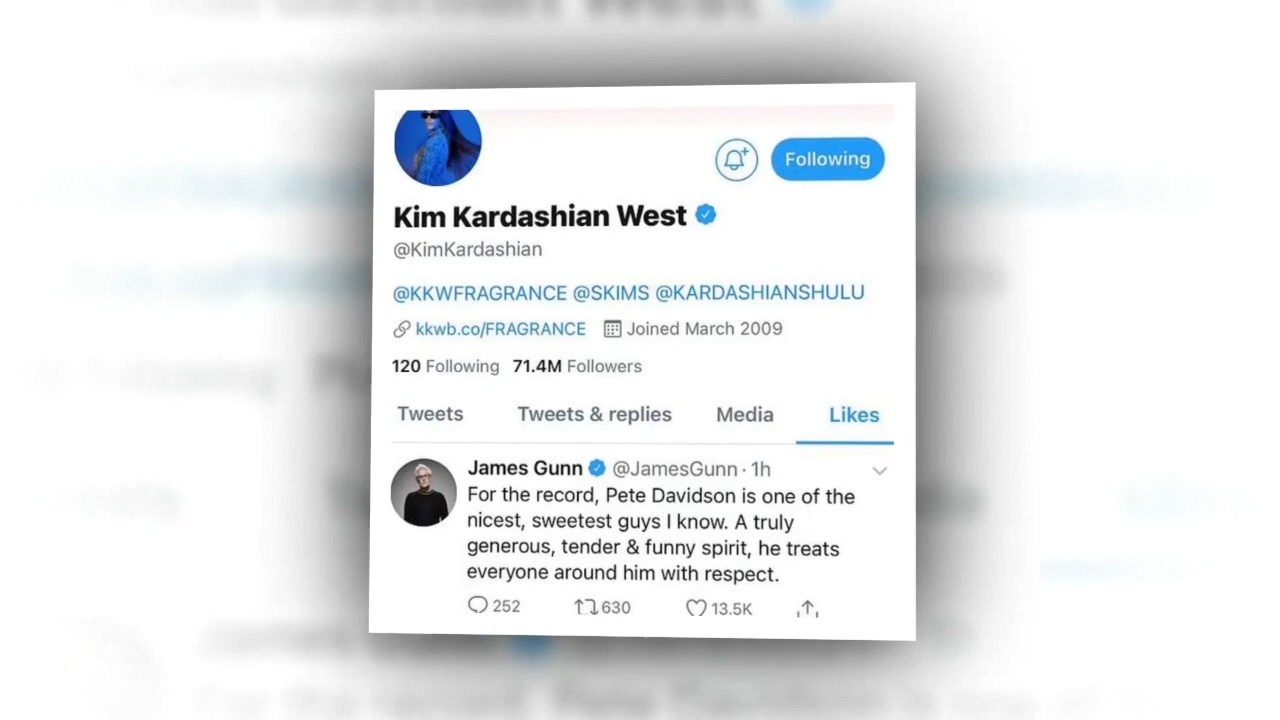 Following
Kim Kardashian West
@KimKardashian
@KKWFRAGRANCE @SKIMS @KARDASHIANSHULU
kkwb.co/FRAGRANCE Joined March 2009
120 Following 71.4M Followers
Tweets Tweets & replies Media Likes
James Gunn @JamesGunn · 1h
For the record, Pete Davidson is one of the
nicest, sweetest guys I know. A truly
generous, tender & funny spirit, he treats
everyone around him with respect.
252 630 13.5K